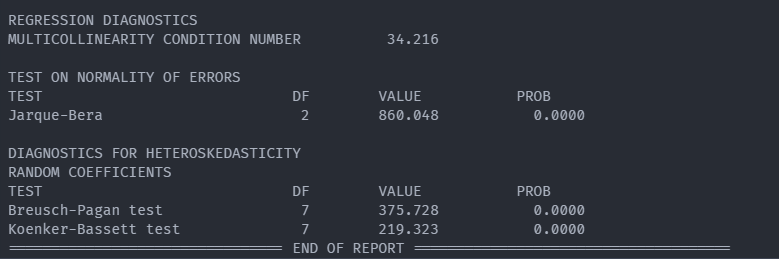 REGRESSION DIAGNOSTICS
MULTICOLLINEARITY CONDITION NUMBER 34.216
TEST ON NORMALITY OF ERRORS
TEST DF VALUE PROB
Jarque-Bera 2 860.048 0.0000
DIAGNOSTICS FOR HETEROSKEDASTICITY
RANDOM COEFFICIENTS
TEST DF VALUE PROB
Breusch-Pagan test 7 375.728 0.0000
Koenker-Bassett test 7 219.323 0.0000
================================ END OF REPORT =====================================